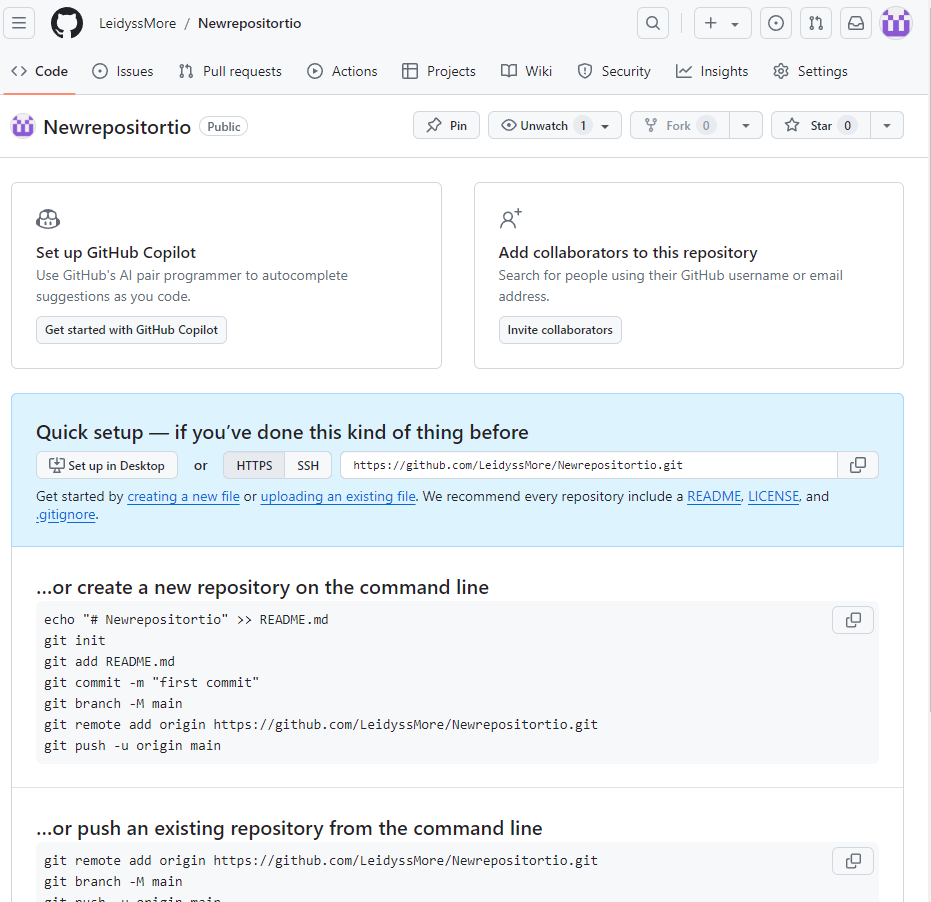 LeidyssMore / Newrepositortio
Code Issues Pull requests Actions Projects Wiki Security Insights Settings
Newrepositortio Public Pin Unwatch 1 Fork 0 Star 0
Set up GitHub Copilot
Use GitHub's AI pair programmer to autocomplete
suggestions as you code.
Get started with GitHub Copilot
Add collaborators to this repository
Search for people using their GitHub username or email
address.
Invite collaborators
Quick setup — if you’ve done this kind of thing before
Set up in Desktop or HTTPS SSH https://github.com/LeidyssMore/Newrepositortio.git
Get started by creating a new file or uploading an existing file. We recommend every repository include a README, LICENSE, and
.gitignore.
…or create a new repository on the command line
echo "# Newrepositortio" >> README.md
git init
git add README.md
git commit -m "first commit"
git branch -M main
git remote add origin https://github.com/LeidyssMore/Newrepositortio.git
git push -u origin main
…or push an existing repository from the command line
git remote add origin https://github.com/LeidyssMore/Newrepositortio.git
git branch -M main
git push -u origin main